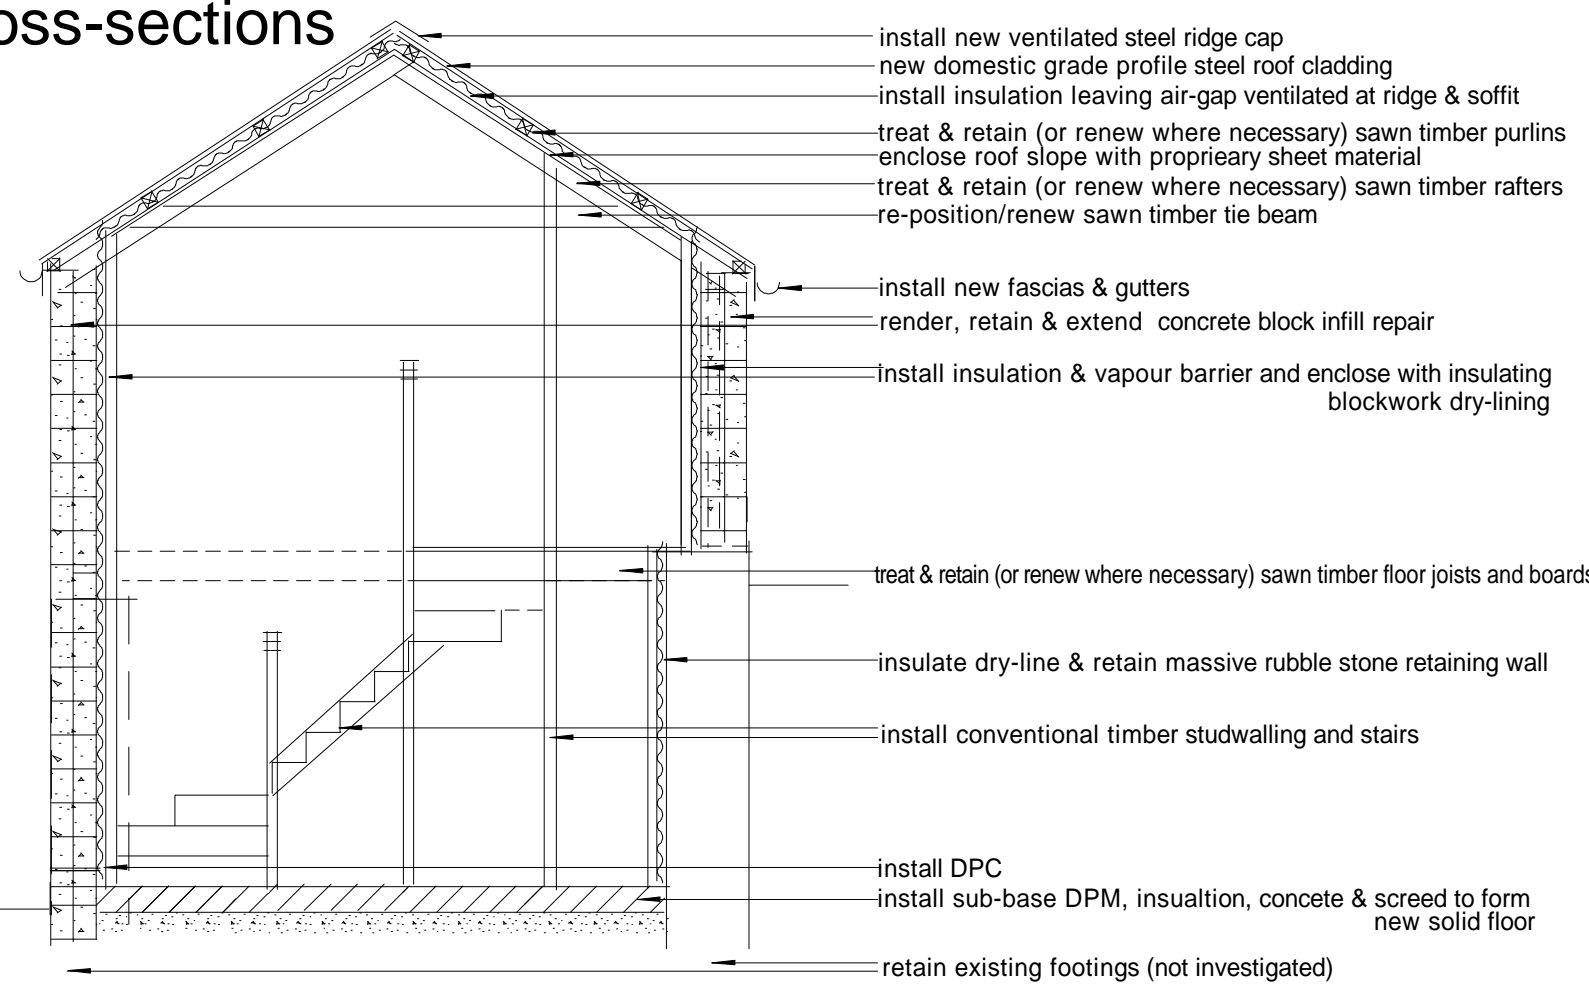 oss-sections
install new ventilated steel ridge cap
new domestic grade profile steel roof cladding
install insulation leaving air-gap ventilated at ridge & soffit
treat & retain (or renew where necessary) sawn timber purlins
enclose roof slope with proprieary sheet material
treat & retain (or renew where necessary) sawn timber rafters
re-position/renew sawn timber tie beam
install new fascias & gutters
render, retain & extend concrete block infill repair
install insulation & vapour barrier and enclose with insulating
blockwork dry-lining
treat & retain (or renew where necessary) sawn timber floor joists and boards
insulate dry-line & retain massive rubble stone retaining wall
install conventional timber studwalling and stairs
install DPC
install sub-base DPM, insualtion, concete & screed to form
new solid floor
retain existing footings (not investigated)